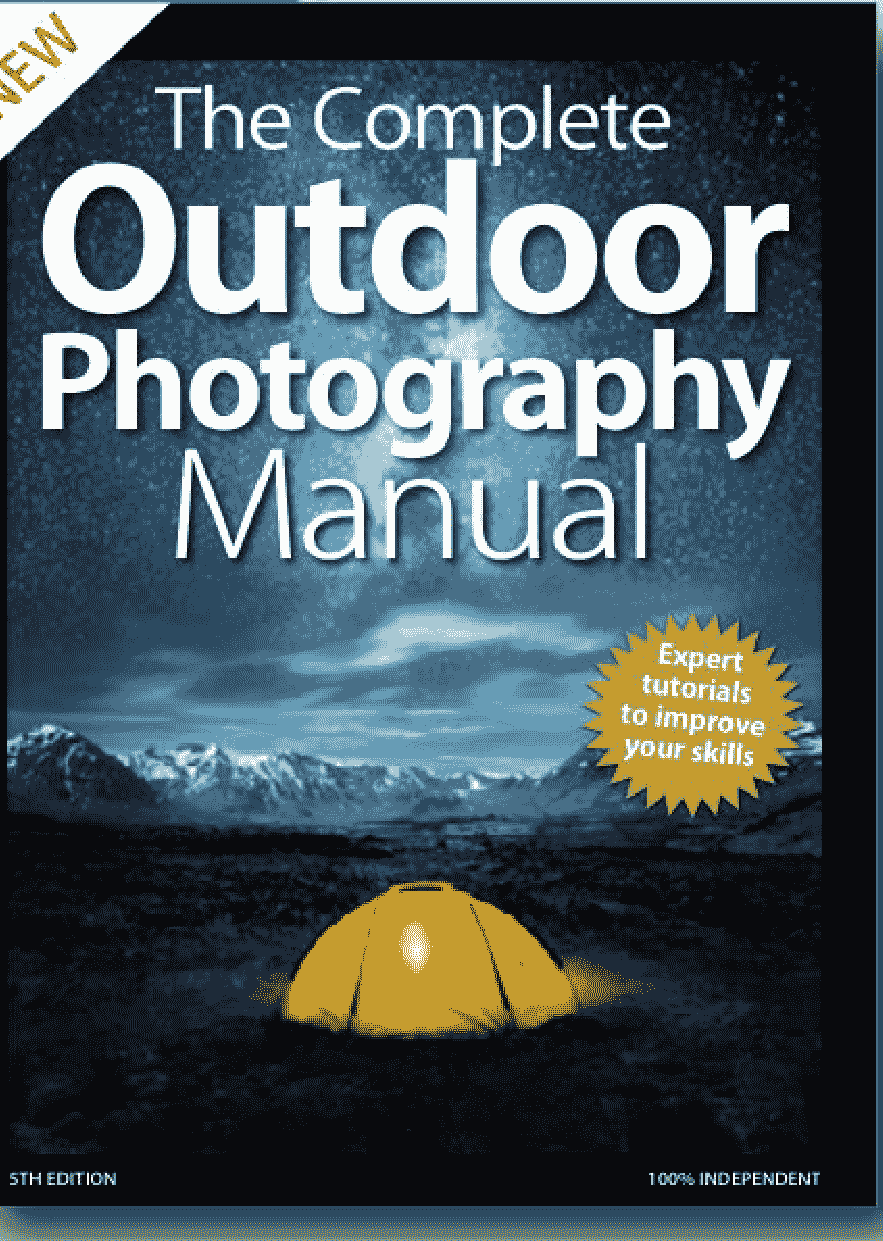 NEW
The Complete
Outdoor
Photography
Manual
Expert
tutorials
to improve
your skills
5TH EDITION
100% INDEPENDENT